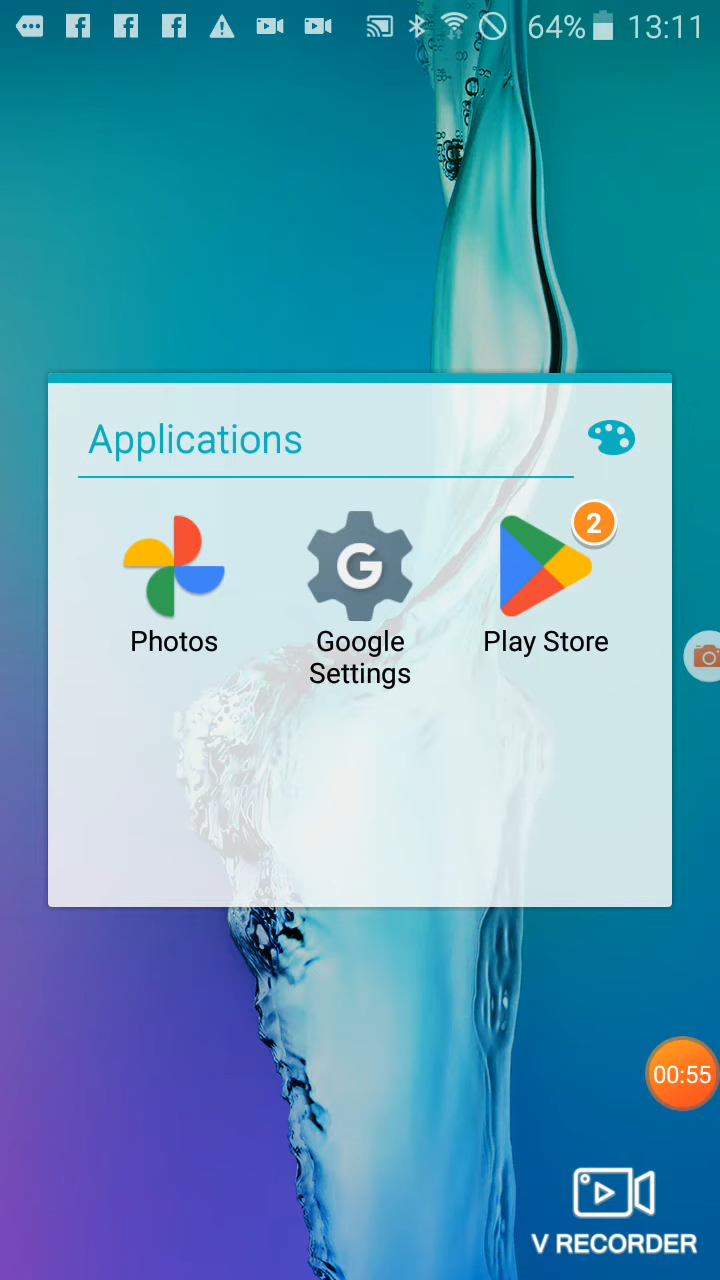 64% 13:11
Applications
2
Photos
Google
Settings
Play Store
00:55
V RECORDER